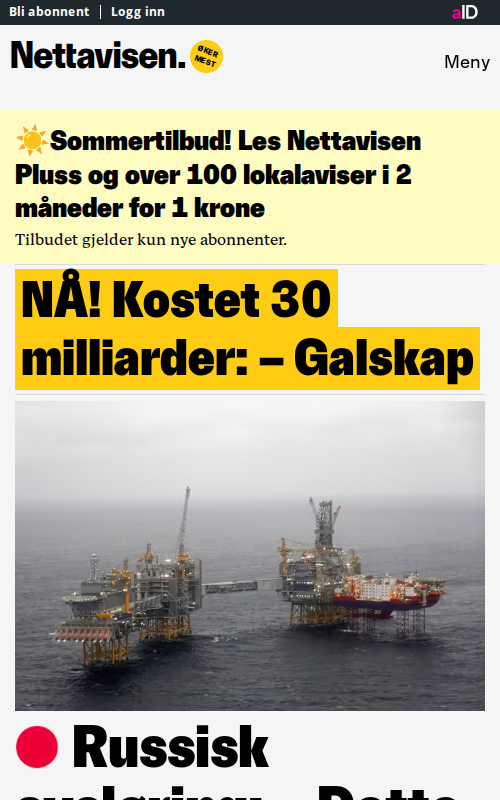 Bli abonnent | Logg inn
aID
Nettavisen.
ØKER
MEST
Meny
☀️Sommertilbud! Les Nettavisen
Pluss og over 100 lokalaviser i 2
måneder for 1 krone
Tilbudet gjelder kun nye abonnenter.
NÅ! Kostet 30
milliarder: – Galskap
Russisk